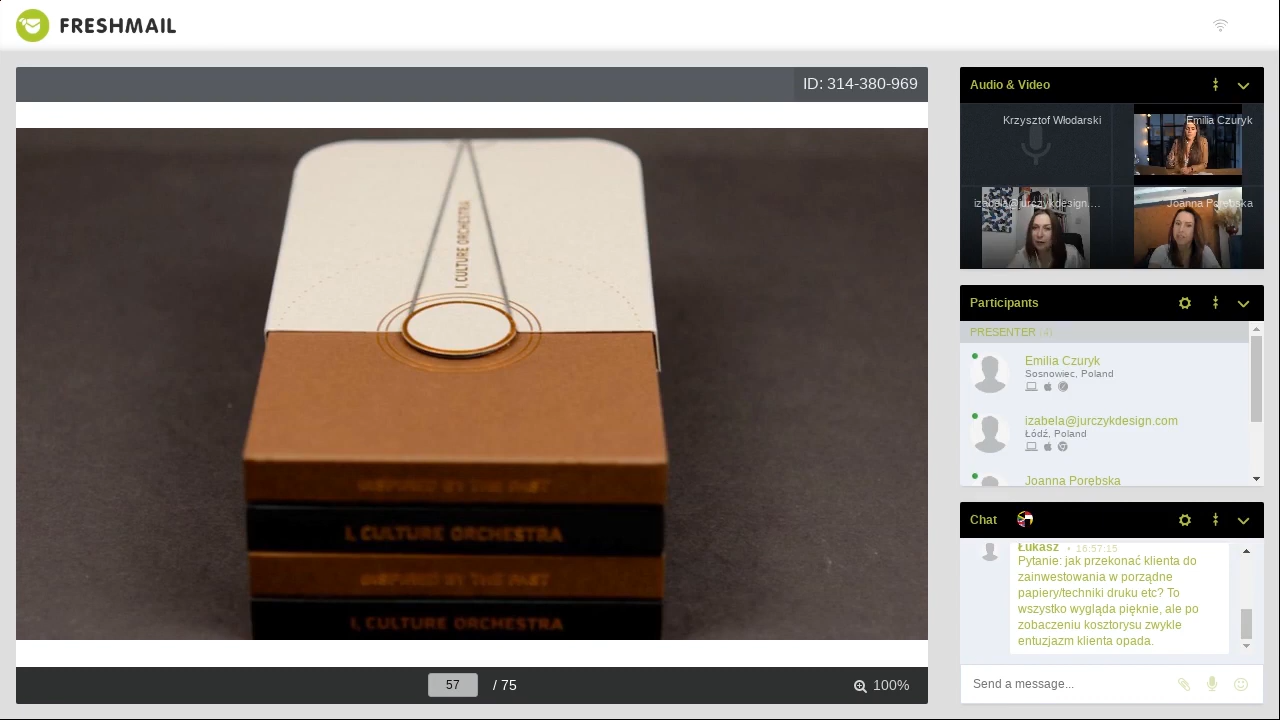 FRESHMAIL
ID: 314-380-969
I, CULTURE ORCHESTRA
INSPIRED BY THE PAST
I, CULTURE ORCHESTRA
INSPIRED BY THE PAST
I, CULTURE ORCHESTRA
57 / 75
100%
Audio & Video
Krzysztof Włodarski
Emilia Czuryk
izabela@jurczykdesign....
Joanna Porębska
Participants
PRESENTER (4)
Emilia Czuryk
Sosnowiec, Poland
izabela@jurczykdesign.com
Łódź, Poland
Joanna Porębska
Chat
Łukasz • 16:57:15
Pytanie: jak przekonać klienta do
zainwestowania w porządne
papiery/techniki druku etc? To
wszystko wygląda pięknie, ale po
zobaczeniu kosztorysu zwykle
entuzjazm klienta opada.
Send a message...